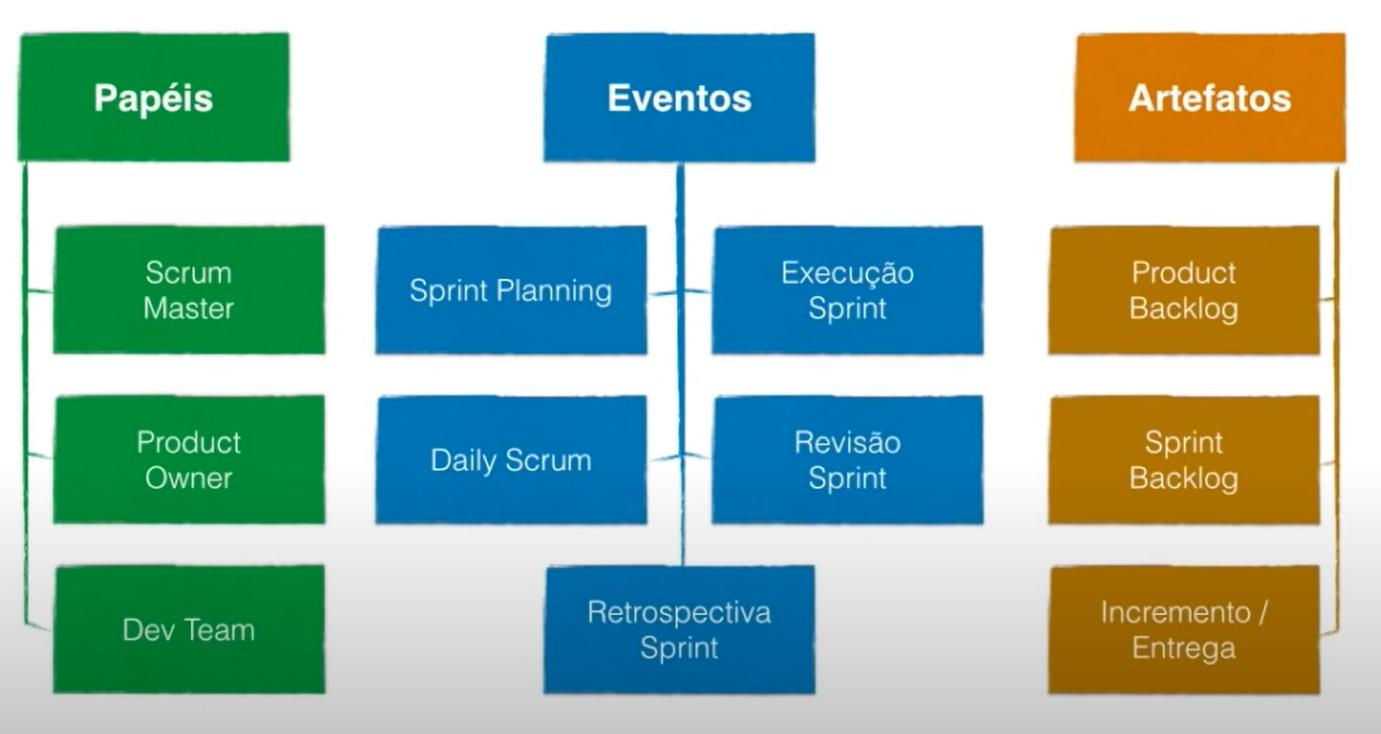 Papéis
Eventos
Artefatos
Scrum
Master
Sprint Planning
Execução
Sprint
Product
Backlog
Product
Owner
Daily Scrum
Revisão
Sprint
Sprint
Backlog
Dev Team
Retrospectiva
Sprint
Incremento /
Entrega